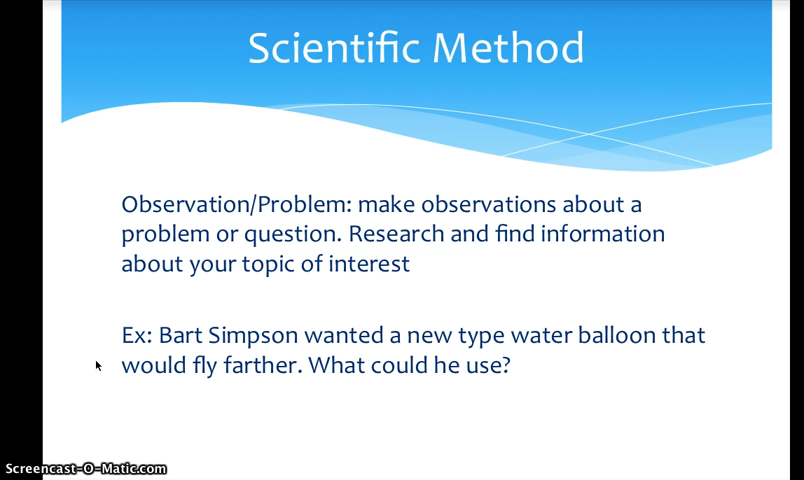 Scientific Method
Observation/Problem: make observations about a
problem or question. Research and find information
about your topic of interest
Ex: Bart Simpson wanted a new type water balloon that
would fly farther. What could he use?
Screencast-O-Matic.com